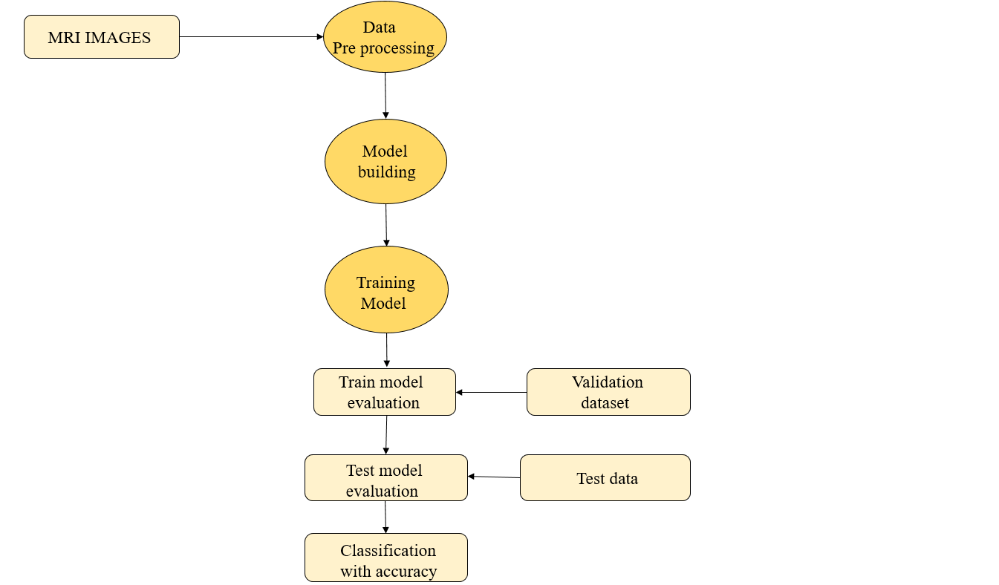 MRI IMAGES
Data
Pre processing
Model
building
Training
Model
Train model
evaluation
Validation
dataset
Test model
evaluation
Test data
Classification
with accuracy